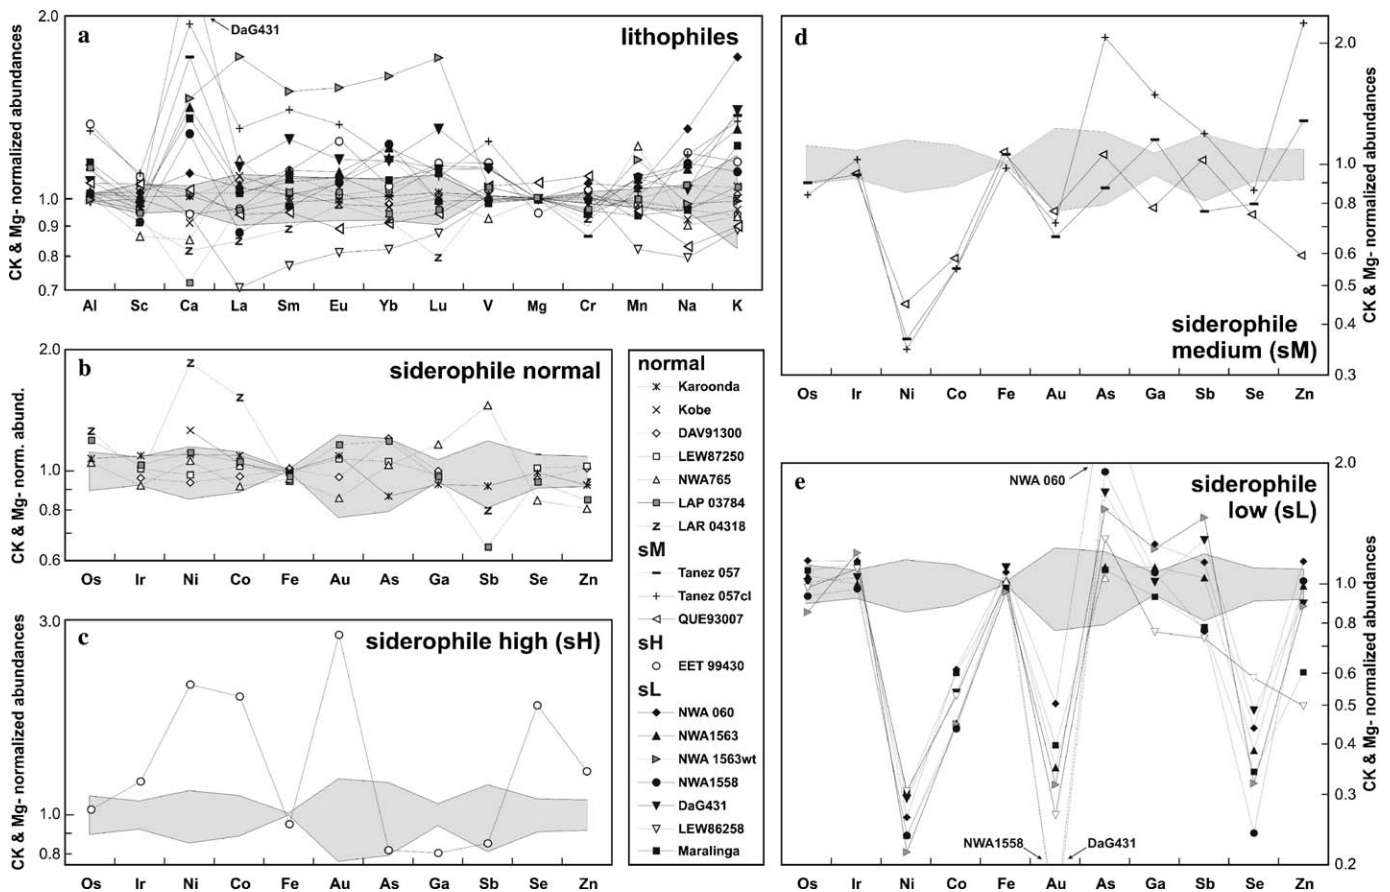 a
lithophiles
DaG431
CK & Mg- normalized abundances
2.0
1.0
0.9
0.8
0.7
Al Sc Ca La Sm Eu Yb Lu V Mg Cr Mn Na K
b
siderophile normal
CK & Mg- norm. abund.
2.0
1.0
0.8
0.6
Os Ir Ni Co Fe Au As Ga Sb Se Zn
c
siderophile high (sH)
CK & Mg- normalized abundances
3.0
1.0
0.8
Os Ir Ni Co Fe Au As Ga Sb Se Zn
normal
Karoonda
Kobe
DAV91300
LEW87250
NWA765
LAP 03784
LAR 04318
sM
Tanez 057
Tanez 057cl
QUE93007
sH
EET 99430
sL
NWA 060
NWA1563
NWA 1563wt
NWA1558
DaG431
LEW86258
Maralinga
d
siderophile
medium (sM)
CK & Mg- normalized abundances
2.0
1.0
0.8
0.6
0.4
0.3
Os Ir Ni Co Fe Au As Ga Sb Se Zn
e
siderophile
low (sL)
NWA 060
NWA1558
DaG431
CK & Mg- normalized abundances
2.0
1.0
0.8
0.6
0.5
0.4
0.3
0.2
Os Ir Ni Co Fe Au As Ga Sb Se Zn